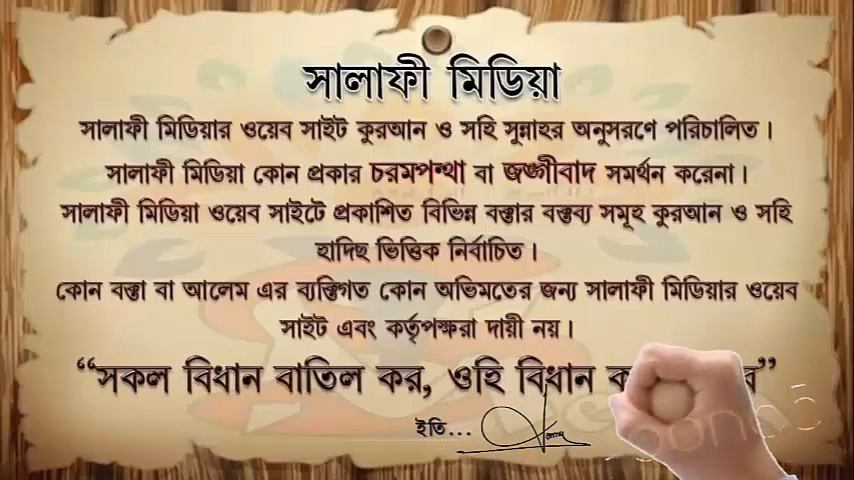 সালাফী মিডিয়া
সালাফী মিডিয়ার ওয়েব সাইট কুরআন ও সহি সুন্নাহর অনুসরণে পরিচালিত।
সালাফী মিডিয়া কোন প্রকার চরমপন্থা বা জঙ্গীবাদ সমর্থন করেনা।
সালাফী মিডিয়া ওয়েব সাইটে প্রকাশিত বিভিন্ন বক্তার বক্তব্য সমূহ কুরআন ও সহি
হাদিছ ভিত্তিক নির্বাচিত।
কোন বক্তা বা আলেম এর ব্যক্তিগত কোন অভিমতের জন্য সালাফী মিডিয়ার ওয়েব
সাইট এবং কর্তৃপক্ষরা দায়ী নয়।
“সকল বিধান বাতিল কর, ওহি বিধান
ইতি...